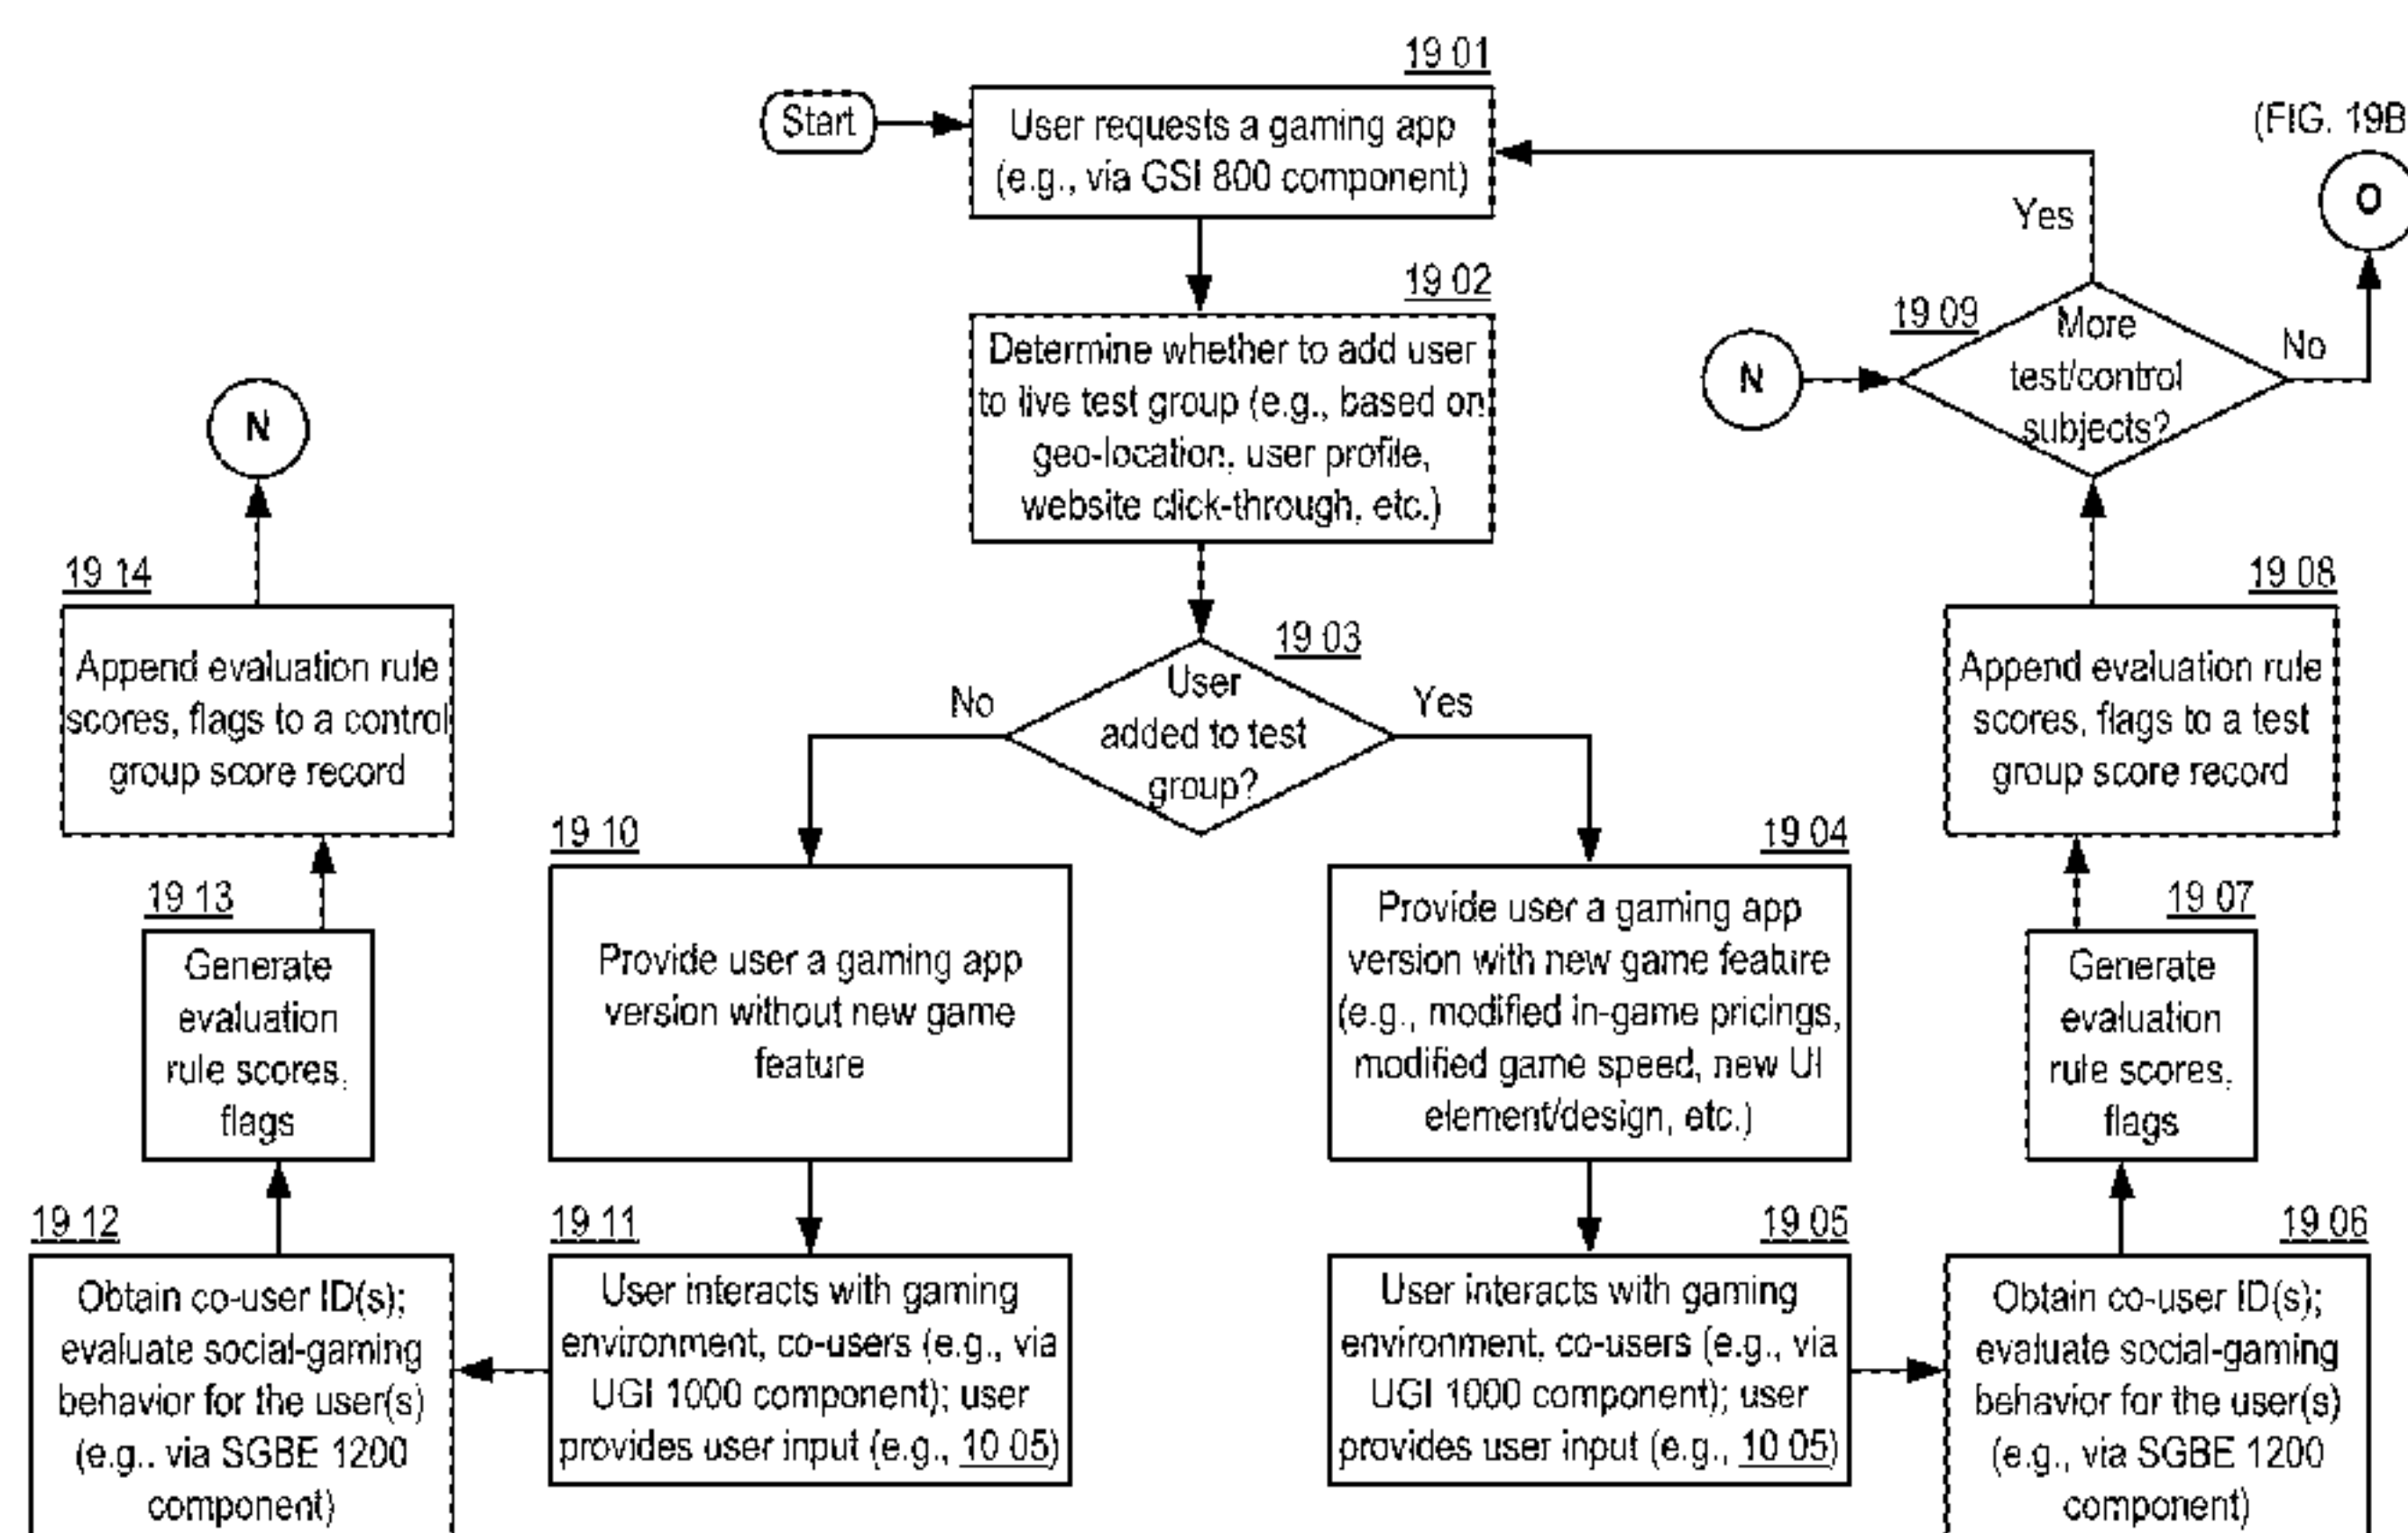 19 01
Start
User requests a gaming app
(e.g., via GSI 800 component)
(FIG. 19B
O
Yes
19 02
Determine whether to add user
to live test group (e.g., based on
geo-location, user profile,
website click-through, etc.)
19 09
More
test/control
subjects?
No
N
N
19 14
Append evaluation rule
scores, flags to a control
group score record
19 03
User
added to test
group?
No
Yes
19 08
Append evaluation rule
scores, flags to a test
group score record
19 13
Generate
evaluation
rule scores,
flags
19 10
Provide user a gaming app
version without new game
feature
19 04
Provide user a gaming app
version with new game feature
(e.g., modified in-game pricings,
modified game speed, new UI
element/design, etc.)
19 07
Generate
evaluation
rule scores,
flags
19 12
Obtain co-user ID(s);
evaluate social-gaming
behavior for the user(s)
(e.g., via SGBE 1200
component)
19 11
User interacts with gaming
environment, co-users (e.g., via
UGI 1000 component); user
provides user input (e.g., 10 05)
19 05
User interacts with gaming
environment, co-users (e.g., via
UGI 1000 component); user
provides user input (e.g., 10 05)
19 06
Obtain co-user ID(s);
evaluate social-gaming
behavior for the user(s)
(e.g., via SGBE 1200
component)